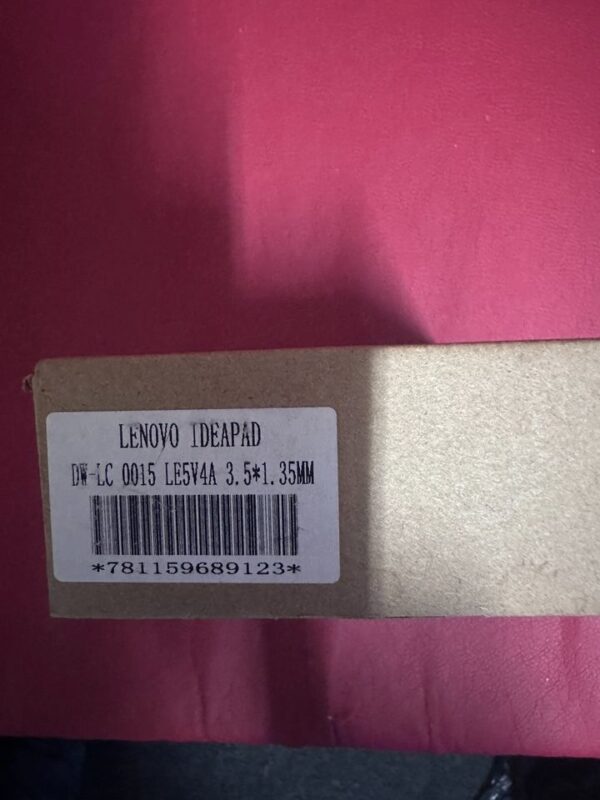 LENOVO IDEAPAD
DW-LC 0015 LE5V4A 3.5*1.35MM
*781159689123*